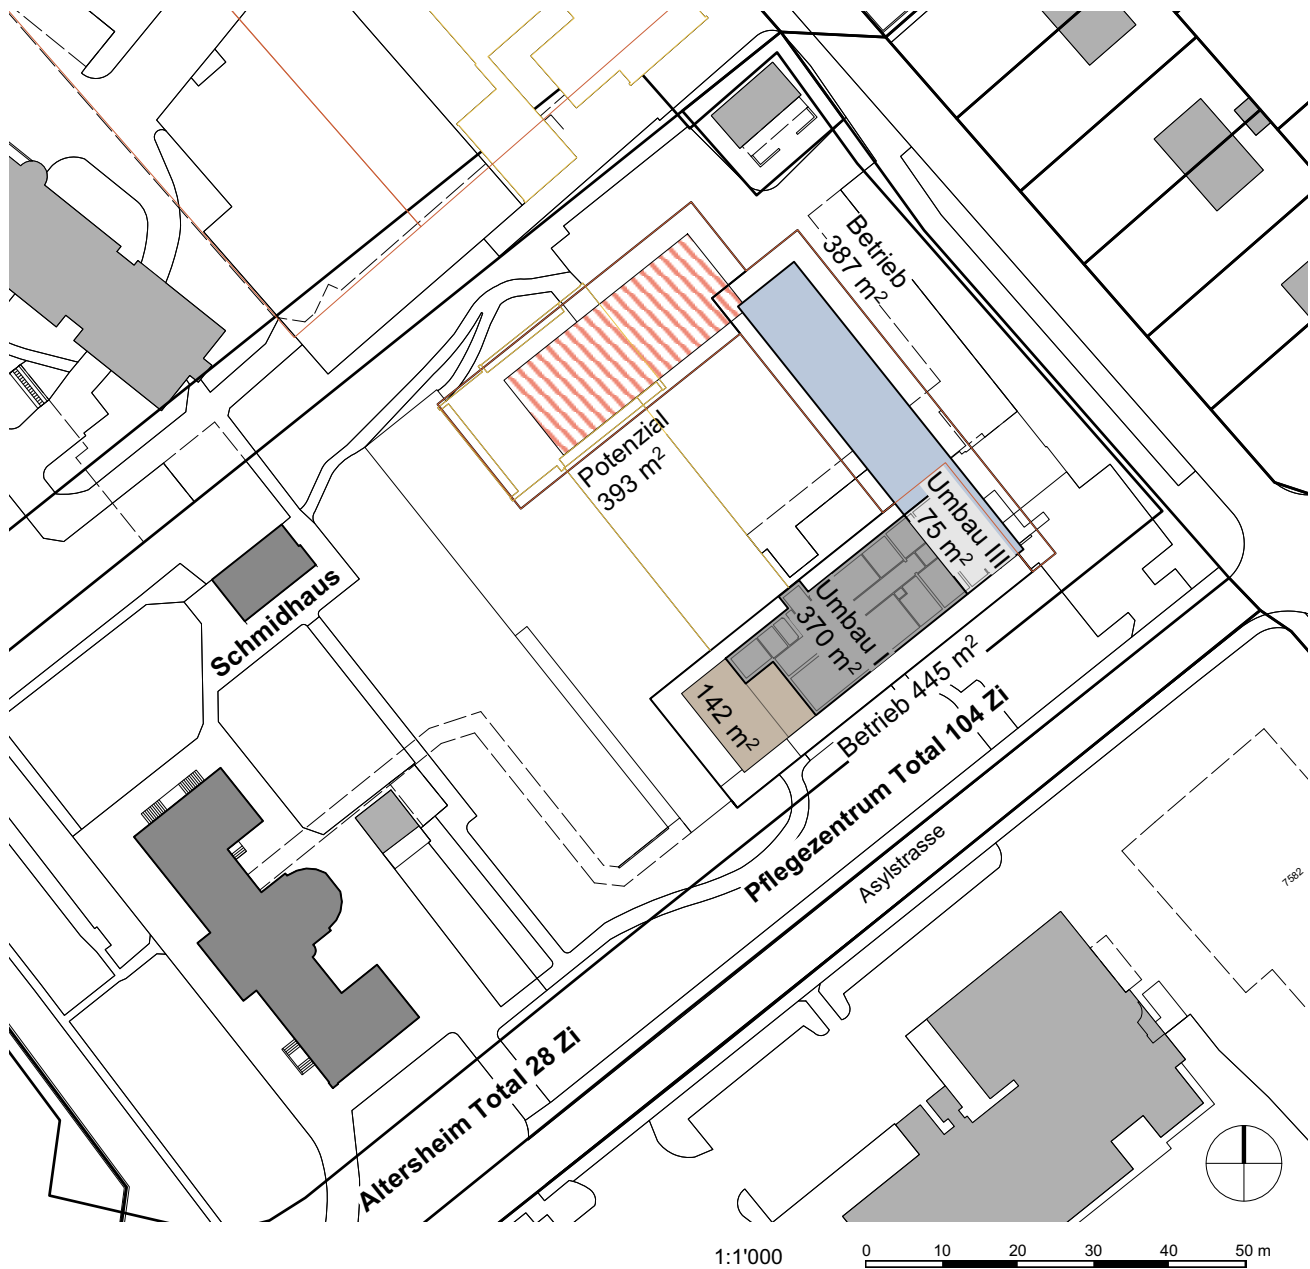 Betrieb
387 m²
Potenzial
393 m²
Umbau III
75 m²
Umbau I
370 m²
142 m²
Schmidhaus
Betrieb 445 m²
Pflegezentrum Total 104 Zi
Asylstrasse
7582
Altersheim Total 28 Zi
1:1'000
0 10 20 30 40 50 m